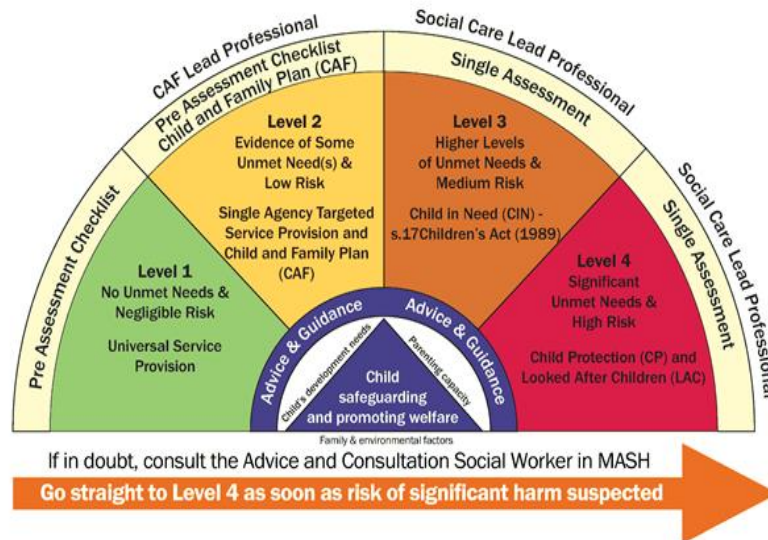 CAF Lead Professional
Pre Assessment Checklist
Child and Family Plan (CAF)
Social Care Lead Professional
Single Assessment
Pre Assessment Checklist
Social Care Lead Professional
Single Assessment
Level 1
No Unmet Needs &
Negligible Risk
Universal Service
Provision
Level 2
Evidence of Some
Unmet Need(s) &
Low Risk
Single Agency Targeted
Service Provision and
Child and Family Plan
(CAF)
Level 3
Higher Levels
of Unmet Needs &
Medium Risk
Child in Need (CIN) -
s.17Children's Act (1989)
Level 4
Significant
Unmet Needs &
High Risk
Child Protection (CP) and
Looked After Children (LAC)
Advice & Guidance
Advice & Guidance
Child's development needs
Parenting capacity
Child
safeguarding
and promoting welfare
Family & environmental factors
If in doubt, consult the Advice and Consultation Social Worker in MASH
Go straight to Level 4 as soon as risk of significant harm suspected